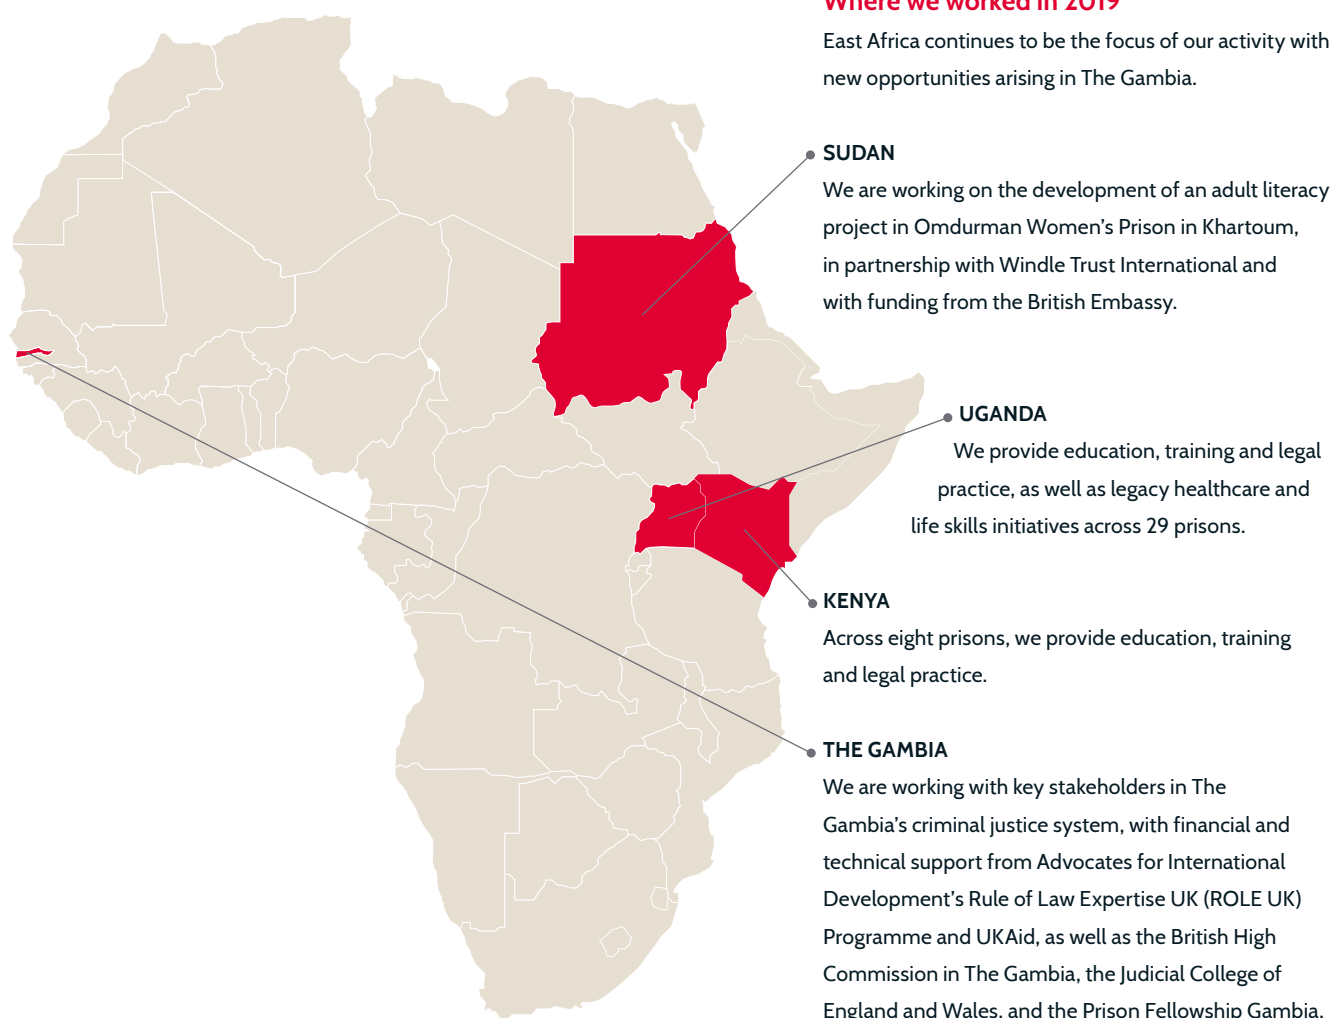 Where we worked in 2019
East Africa continues to be the focus of our activity with
new opportunities arising in The Gambia.
SUDAN
We are working on the development of an adult literacy
project in Omdurman Women’s Prison in Khartoum,
in partnership with Windle Trust International and
with funding from the British Embassy.
UGANDA
We provide education, training and legal
practice, as well as legacy healthcare and
life skills initiatives across 29 prisons.
KENYA
Across eight prisons, we provide education, training
and legal practice.
THE GAMBIA
We are working with key stakeholders in The
Gambia’s criminal justice system, with financial and
technical support from Advocates for International
Development’s Rule of Law Expertise UK (ROLE UK)
Programme and UKAid, as well as the British High
Commission in The Gambia, the Judicial College of
England and Wales, and the Prison Fellowship Gambia.